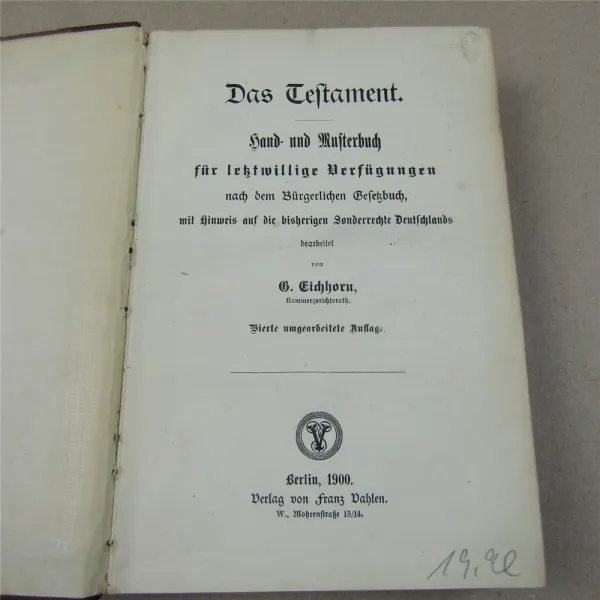 Das Testament.
Hand- und Musterbuch
für letztwillige Verfügungen
nach dem Bürgerlichen Gesetzbuch,
mit Hinweis auf die bisherigen Sonderrechte Deutschlands
bearbeitet
von
G. Eichhorn,
Kammergerichtsrath.
Vierte umgearbeitete Auflage.
Berlin, 1900.
Verlag von Franz Vahlen.
W., Mohrenstraße 13/14.